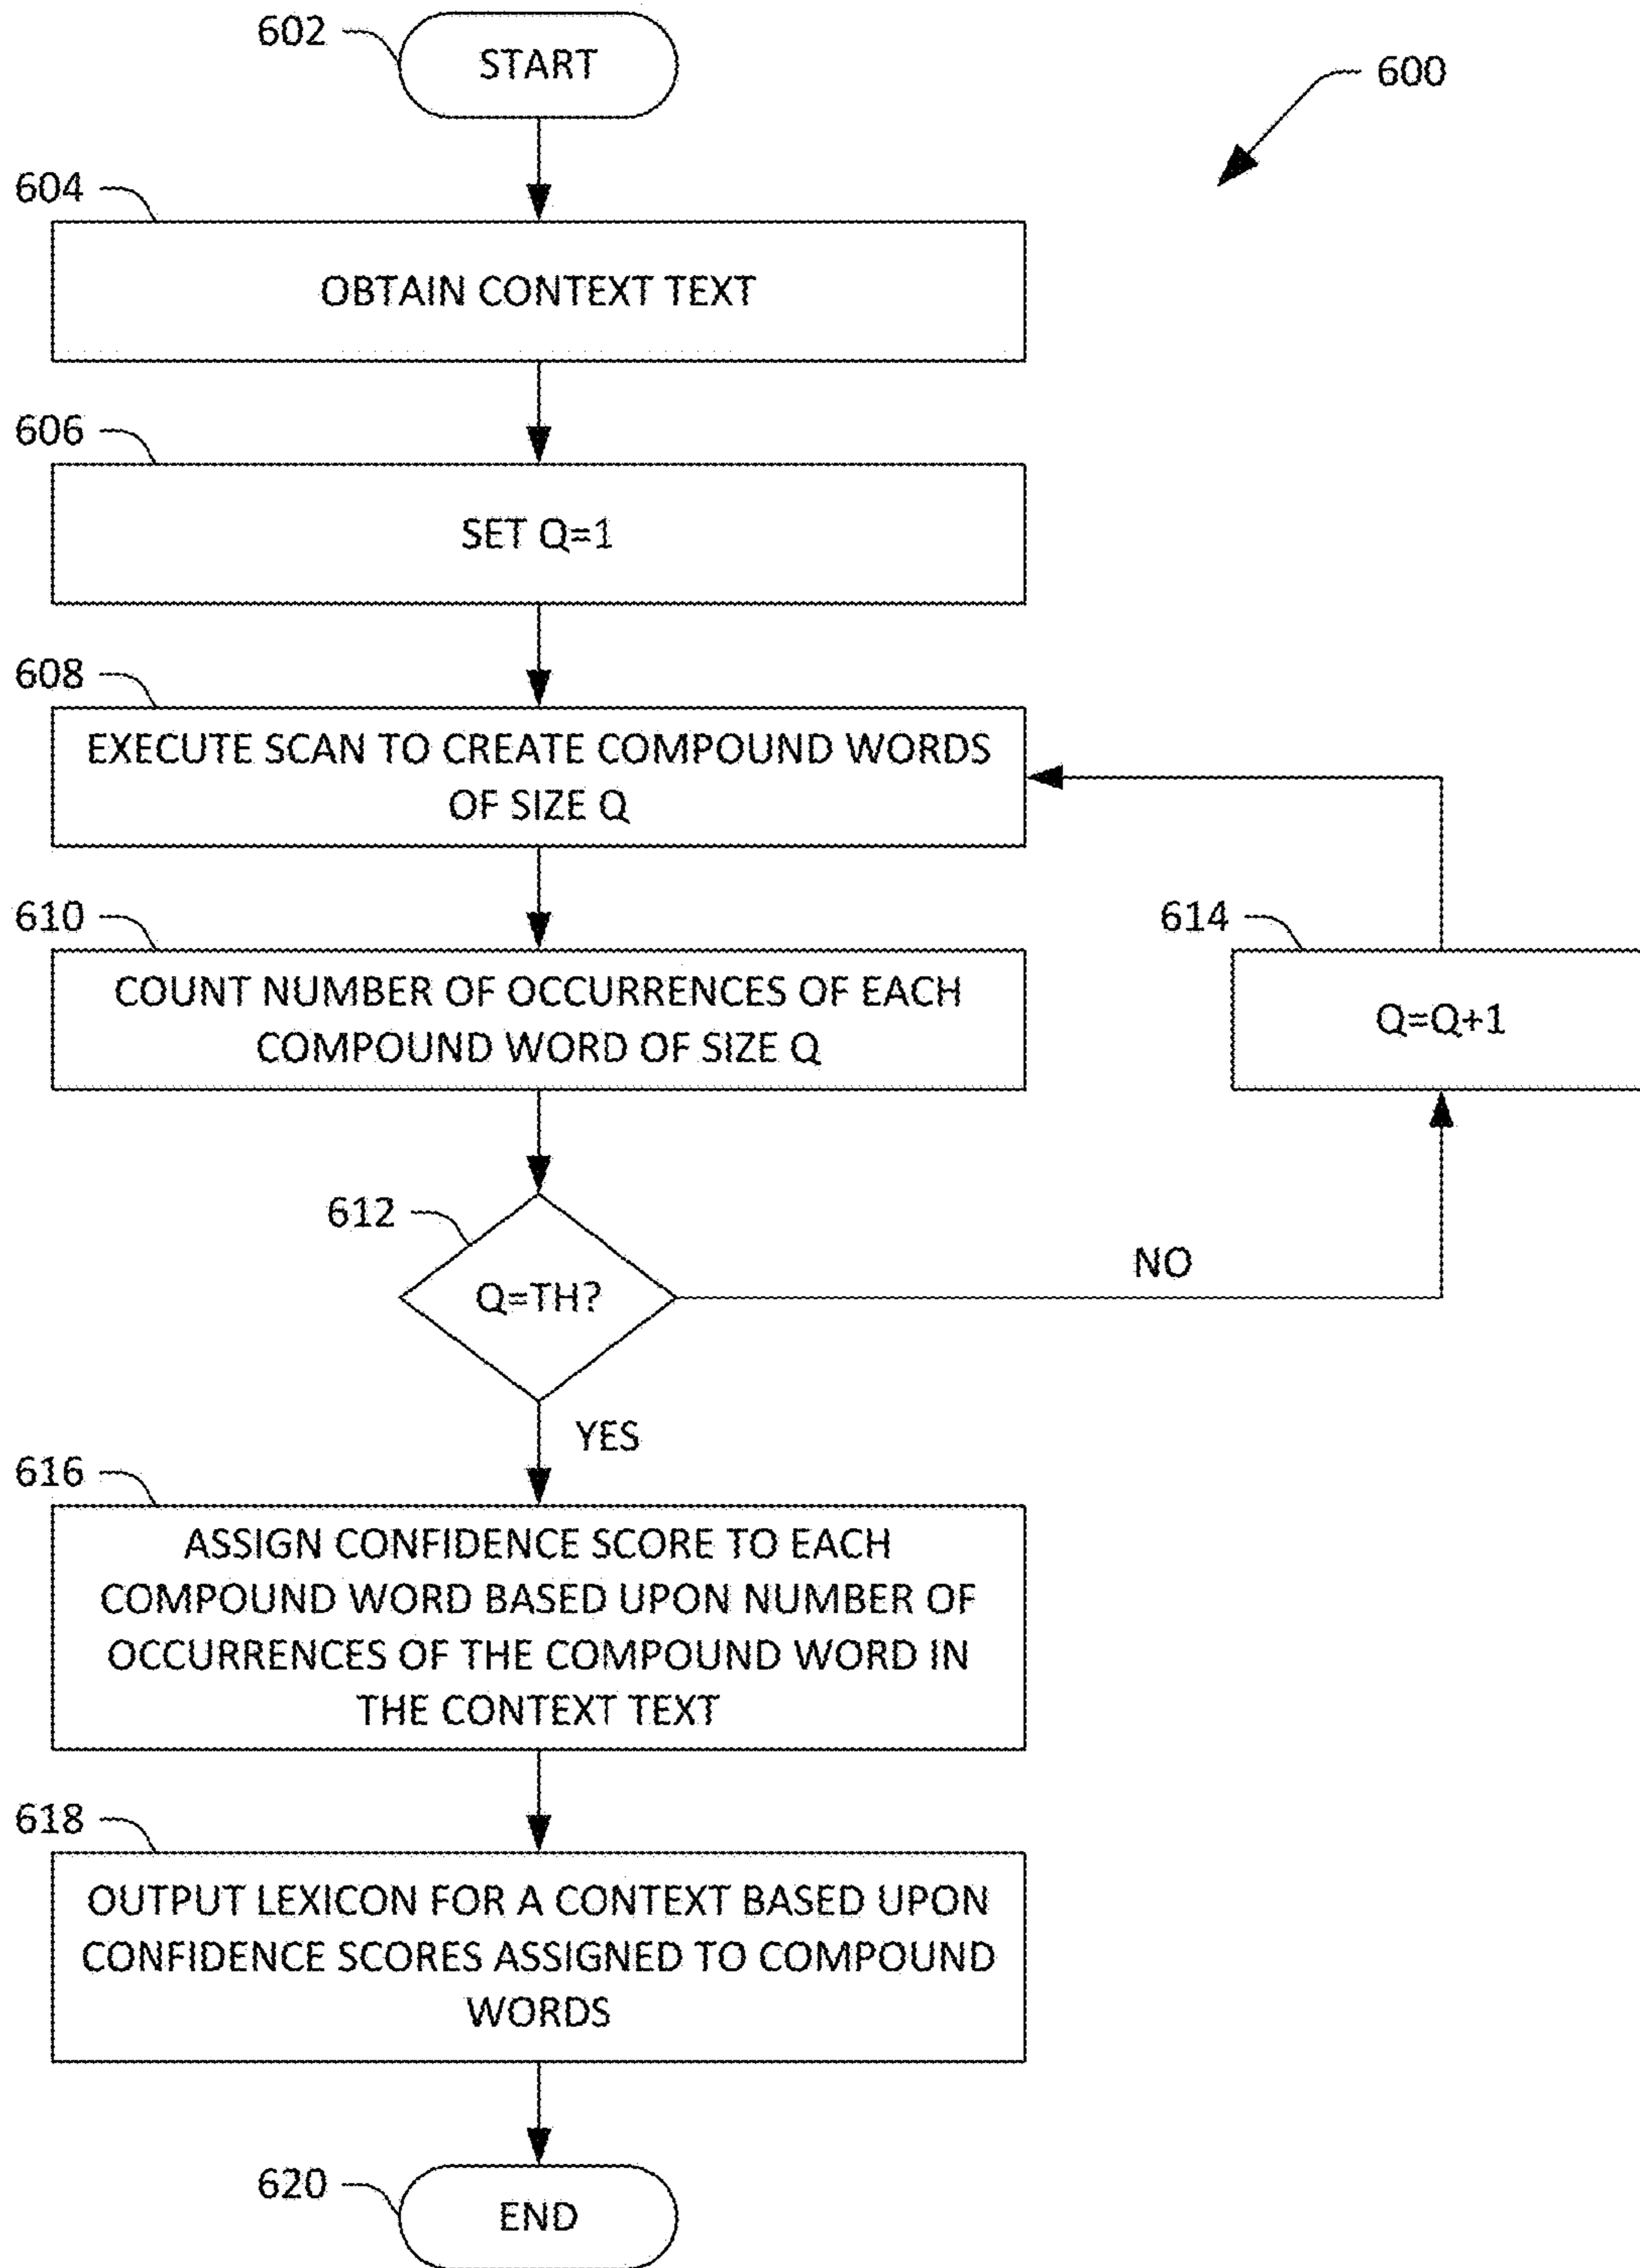 602
START
600
604
OBTAIN CONTEXT TEXT
606
SET Q=1
608
EXECUTE SCAN TO CREATE COMPOUND WORDS
OF SIZE Q
610
COUNT NUMBER OF OCCURRENCES OF EACH
COMPOUND WORD OF SIZE Q
614
Q=Q+1
612
Q=TH?
NO
YES
616
ASSIGN CONFIDENCE SCORE TO EACH
COMPOUND WORD BASED UPON NUMBER OF
OCCURRENCES OF THE COMPOUND WORD IN
THE CONTEXT TEXT
618
OUTPUT LEXICON FOR A CONTEXT BASED UPON
CONFIDENCE SCORES ASSIGNED TO COMPOUND
WORDS
620
END